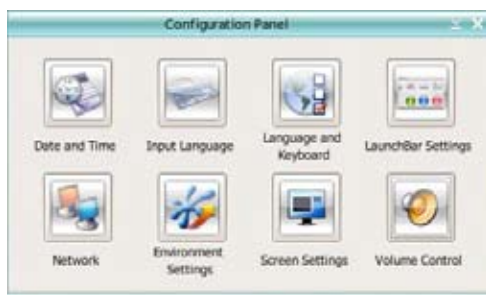 Configuration Panel
Date and Time
Input Language
Language and
Keyboard
LaunchBar Settings
Network
Environment
Settings
Screen Settings
Volume Control